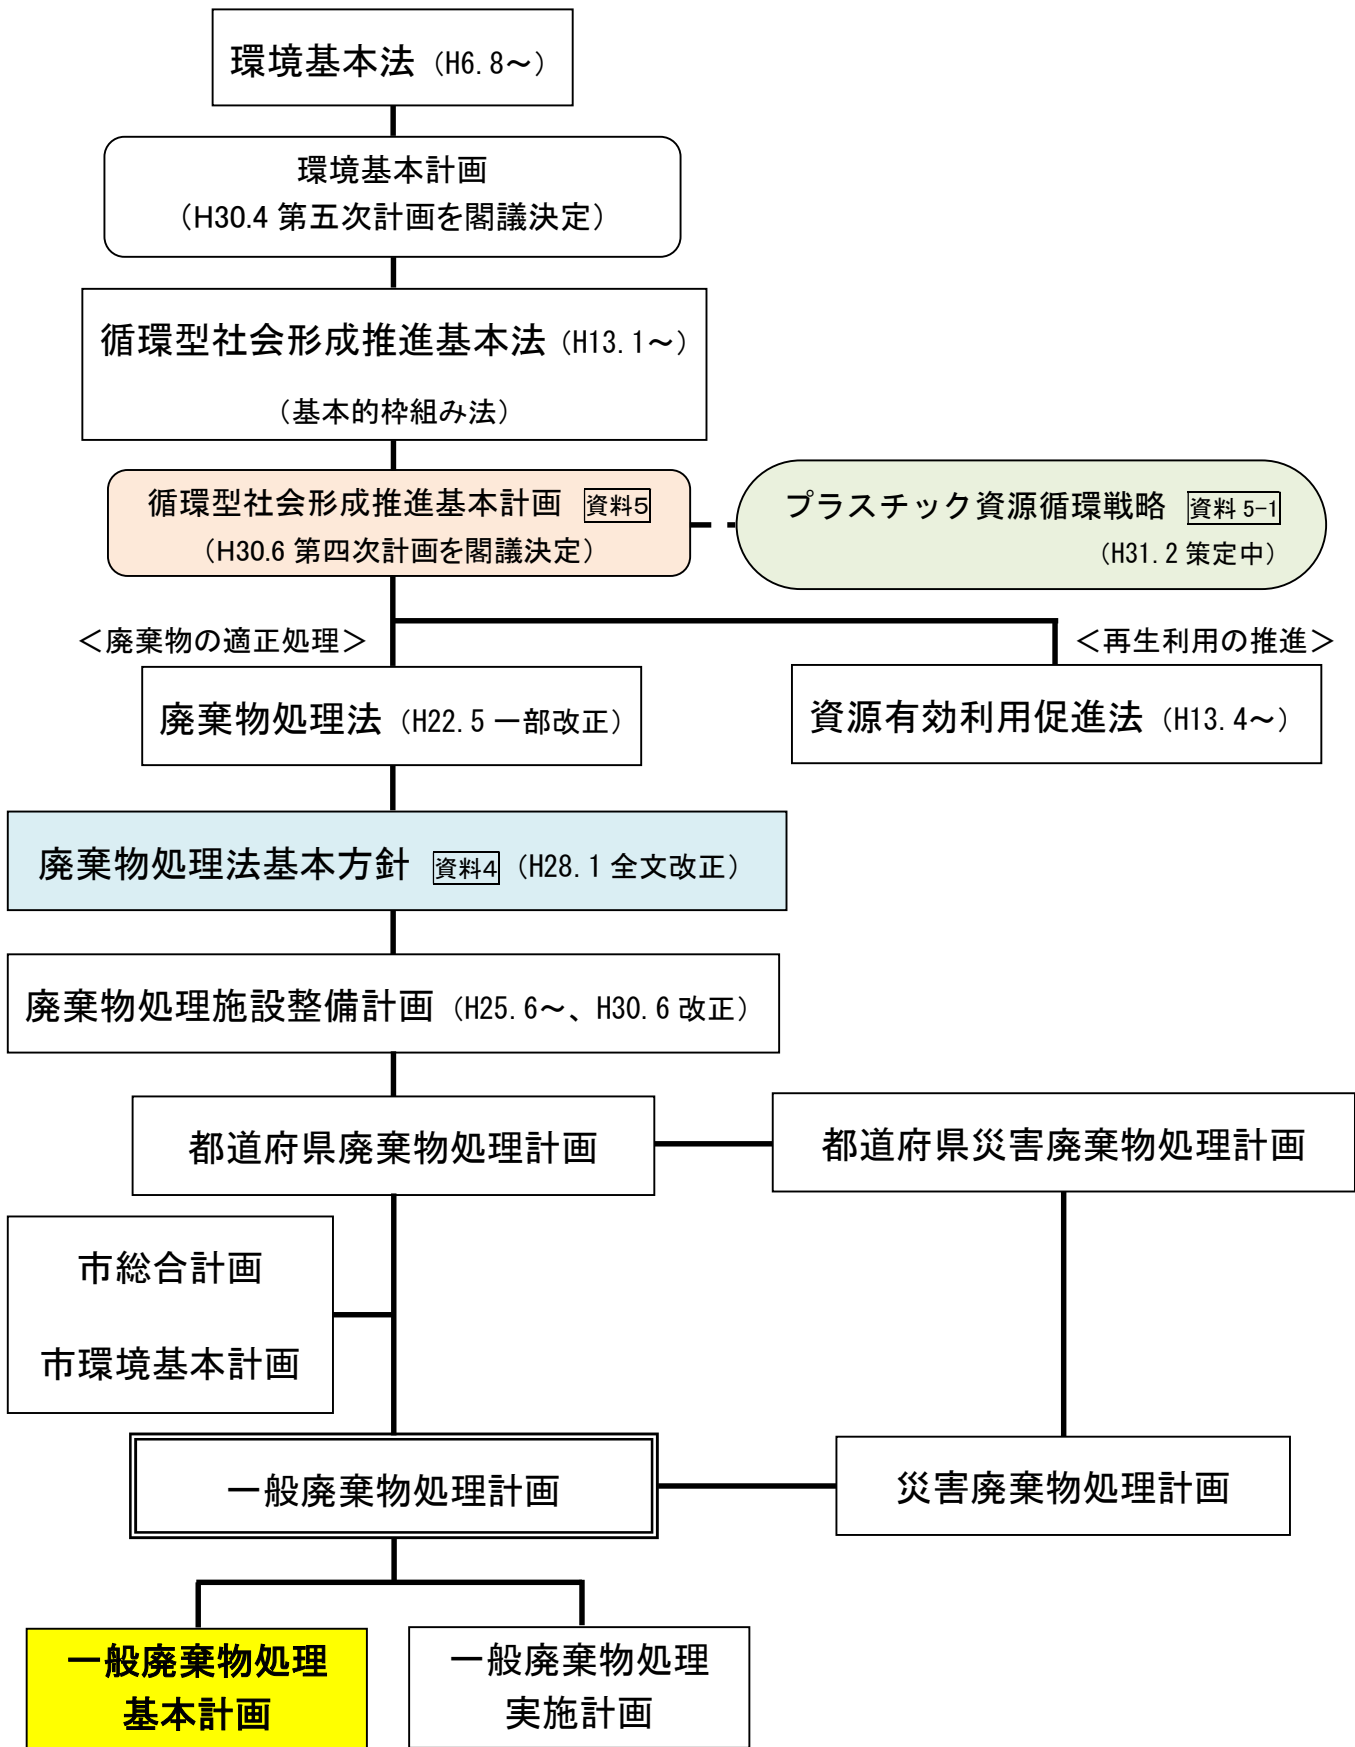 環境基本法（H6.8～）
環境基本計画
（H30.4 第五次計画を閣議決定）
循環型社会形成推進基本法（H13.1～）
（基本的枠組み法）
循環型社会形成推進基本計画 資料5
（H30.6 第四次計画を閣議決定）
プラスチック資源循環戦略 資料 5-1
（H31.2 策定中）
＜廃棄物の適正処理＞
＜再生利用の推進＞
廃棄物処理法（H22.5 一部改正）
資源有効利用促進法（H13.4～）
廃棄物処理法基本方針 資料4（H28.1 全文改正）
廃棄物処理施設整備計画（H25.6～、H30.6 改正）
都道府県廃棄物処理計画
都道府県災害廃棄物処理計画
市総合計画
市環境基本計画
一般廃棄物処理計画
災害廃棄物処理計画
一般廃棄物処理
基本計画
一般廃棄物処理
実施計画